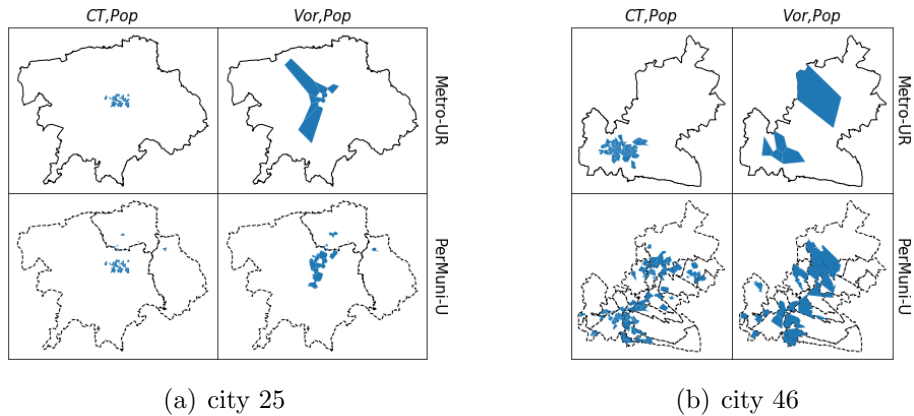 CT,Pop Vor,Pop
Metro-UR
PerMuni-U
(a) city 25
CT,Pop Vor,Pop
Metro-UR
PerMuni-U
(b) city 46